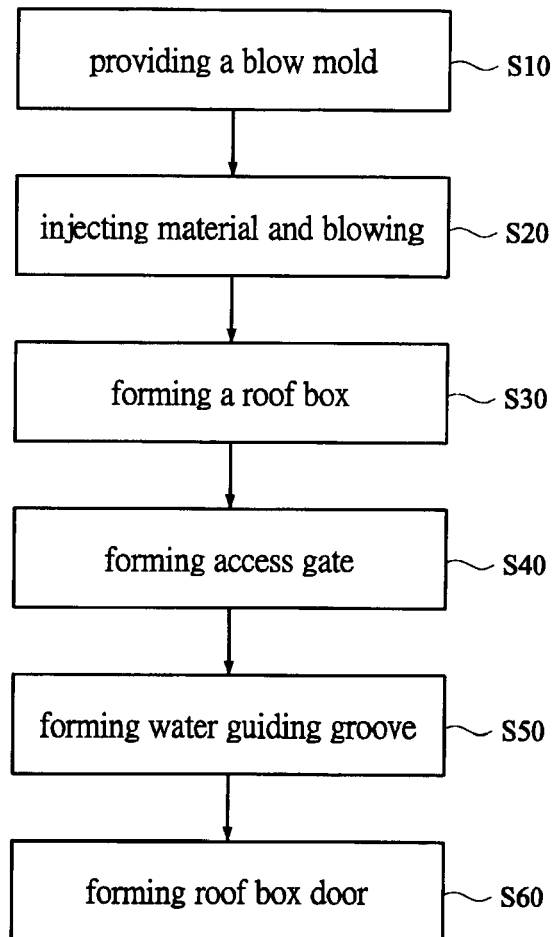 providing a blow mold
S10
injecting material and blowing
S20
forming a roof box
S30
forming access gate
S40
forming water guiding groove
S50
forming roof box door
S60